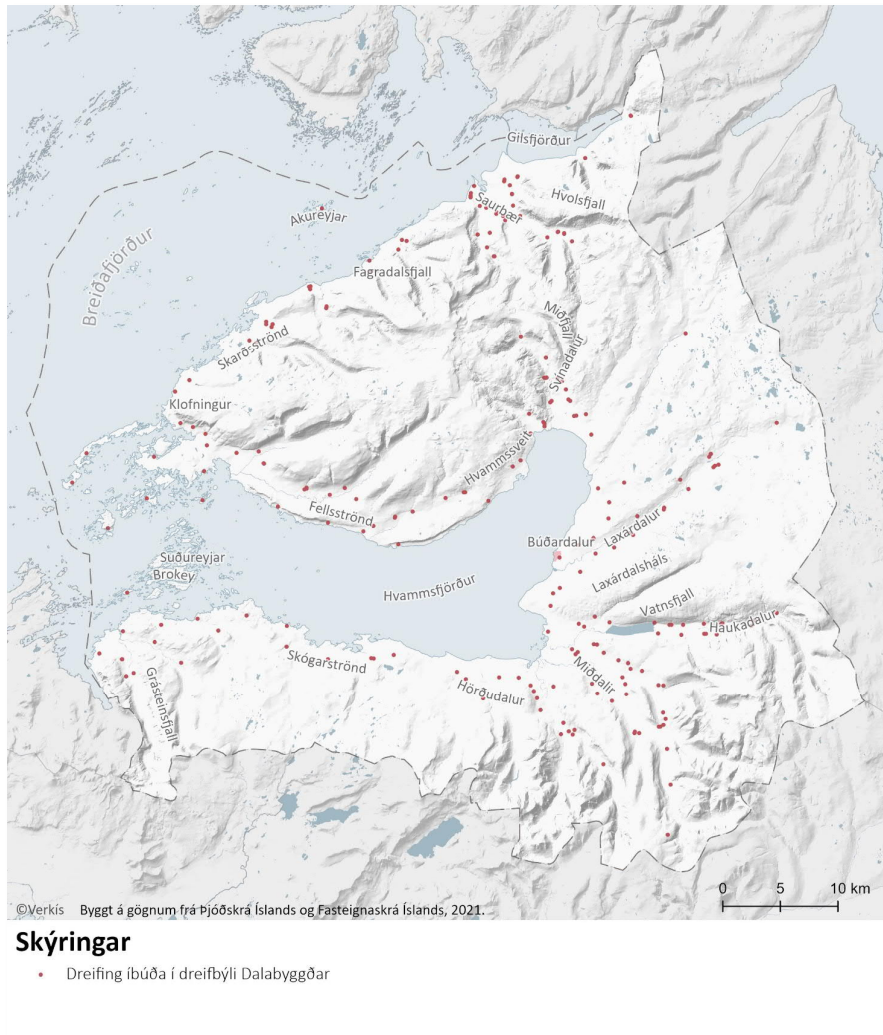 Gilsfjörður
Hvolsfjall
Saurbær
Akureyjar
Breiðafjörður
Fagradalsfjall
Miðfjall
Skarðsströnd
Svínadalur
Klofningur
Hvammssveit
Fellsströnd
Laxárdalur
Búðardalur
Suðureyjar
Brokey
Laxárdalsháls
Hvammsfjörður
Vatnsfjall
Haukadalur
Skógarströnd
Miðdalir
Grásteinsfjall
Hörðudalur
0 5 10 km
©Verkís Byggt á gögnum frá Þjóðskrá Íslands og Fasteignaskrá Íslands, 2021.
Skýringar
Dreifing íbúða í dreifbýli Dalabyggðar